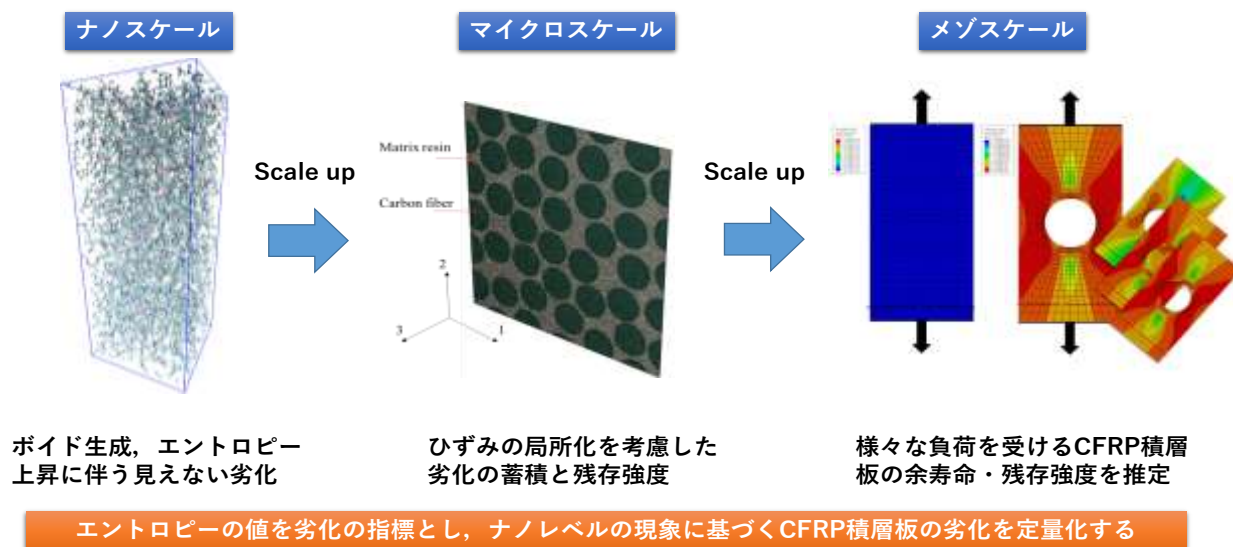 ナノスケール
マイクロスケール
メゾスケール
Matrix resin
Carbon fiber
2
3
1
Scale up
Scale up
ボイド生成，エントロピー
上昇に伴う見えない劣化
ひずみの局所化を考慮した
劣化の蓄積と残存強度
様々な負荷を受けるCFRP積層
板の余寿命・残存強度を推定
エントロピーの値を劣化の指標とし，ナノレベルの現象に基づくCFRP積層板の劣化を定量化する